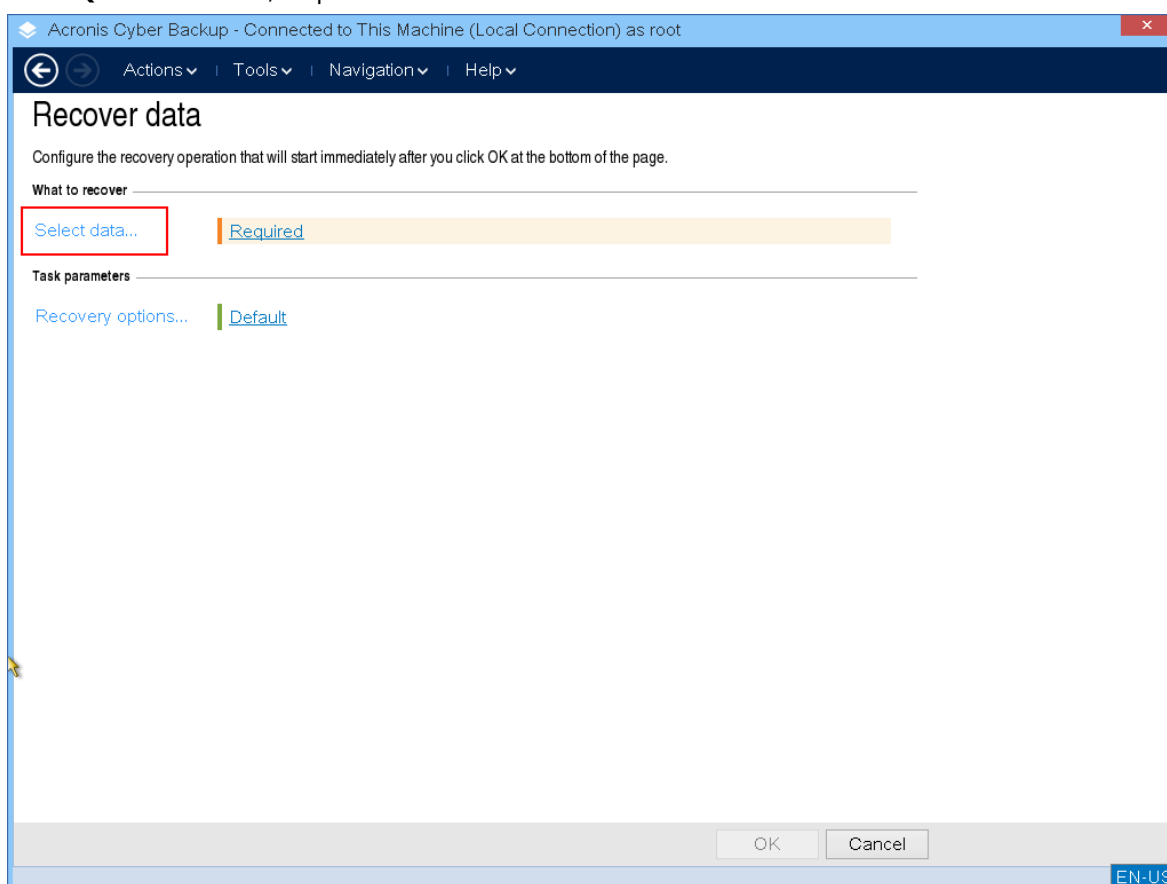 Acronis Cyber Backup - Connected to This Machine (Local Connection) as root
Actions Tools Navigation Help
Recover data
Configure the recovery operation that will start immediately after you click OK at the bottom of the page.
What to recover
Select data... Required
Task parameters
Recovery options... Default
OK Cancel
EN-US